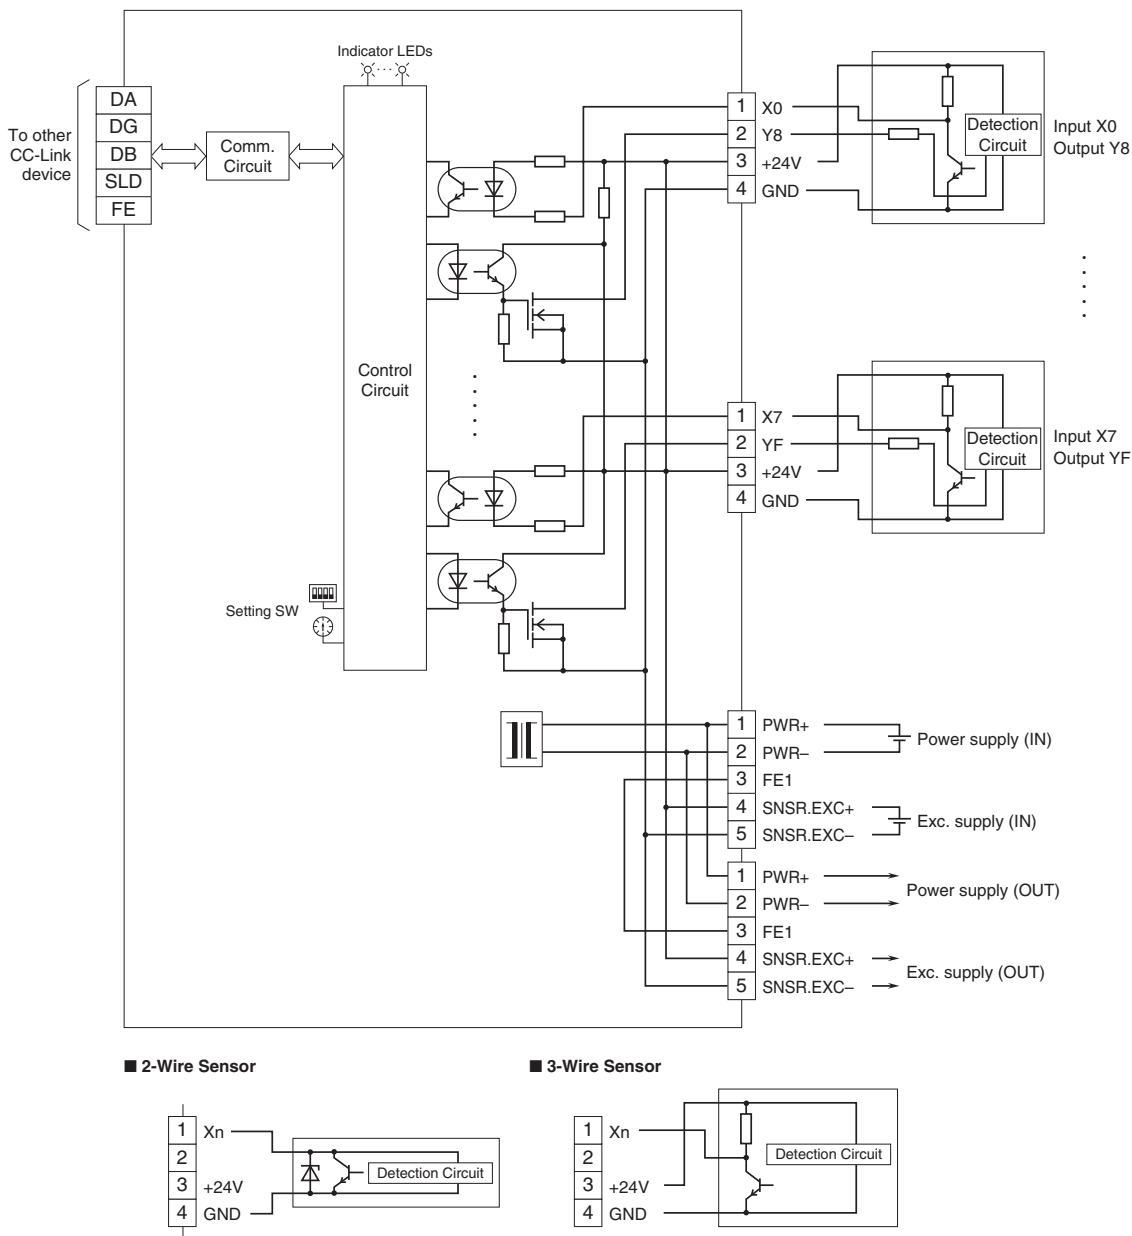 Indicator LEDs
To other
CC-Link
device
DA
DG
DB
SLD
FE
Comm.
Circuit
Control
Circuit
Setting SW
1 X0
2 Y8
3 +24V
4 GND
Detection
Circuit
Input X0
Output Y8
1 X7
2 YF
3 +24V
4 GND
Detection
Circuit
Input X7
Output YF
1 PWR+
2 PWR–
3 FE1
4 SNSR.EXC+
5 SNSR.EXC–
Power supply (IN)
Exc. supply (IN)
1 PWR+
2 PWR–
3 FE1
4 SNSR.EXC+
5 SNSR.EXC–
Power supply (OUT)
Exc. supply (OUT)
■ 2-Wire Sensor
1 Xn
2
3 +24V
4 GND
Detection Circuit
■ 3-Wire Sensor
1 Xn
2
3 +24V
4 GND
Detection Circuit